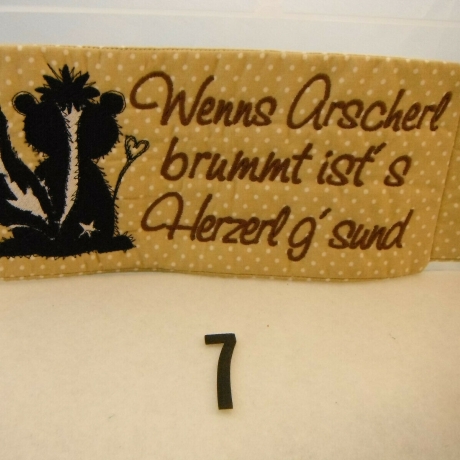 Wenns Arscherl
brummt ist´s
Herzerl g´sund
7